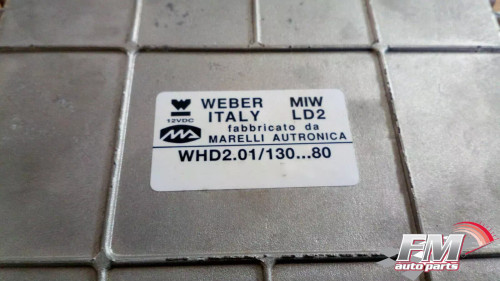 WEBER MIW
12VDC ITALY LD2
fabbricato da
MARELLI AUTRONICA
WHD2.01/130...80
FM
auto parts